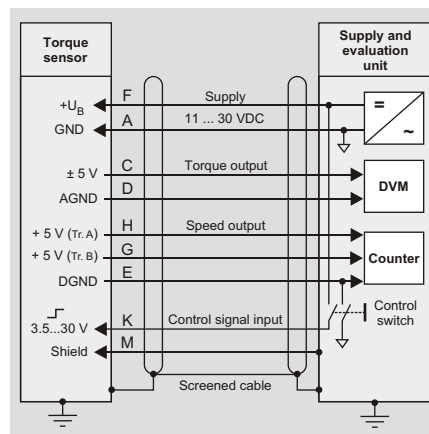 Torque
sensor
Supply and
evaluation
unit
+U_B F Supply =
GND A 11 ... 30 VDC ~
± 5 V C Torque output
AGND D DVM
+ 5 V (Tr. A) H Speed output
+ 5 V (Tr. B) G Counter
DGND E
3.5...30 V K Control signal input Control
switch
Shield M
Screened cable